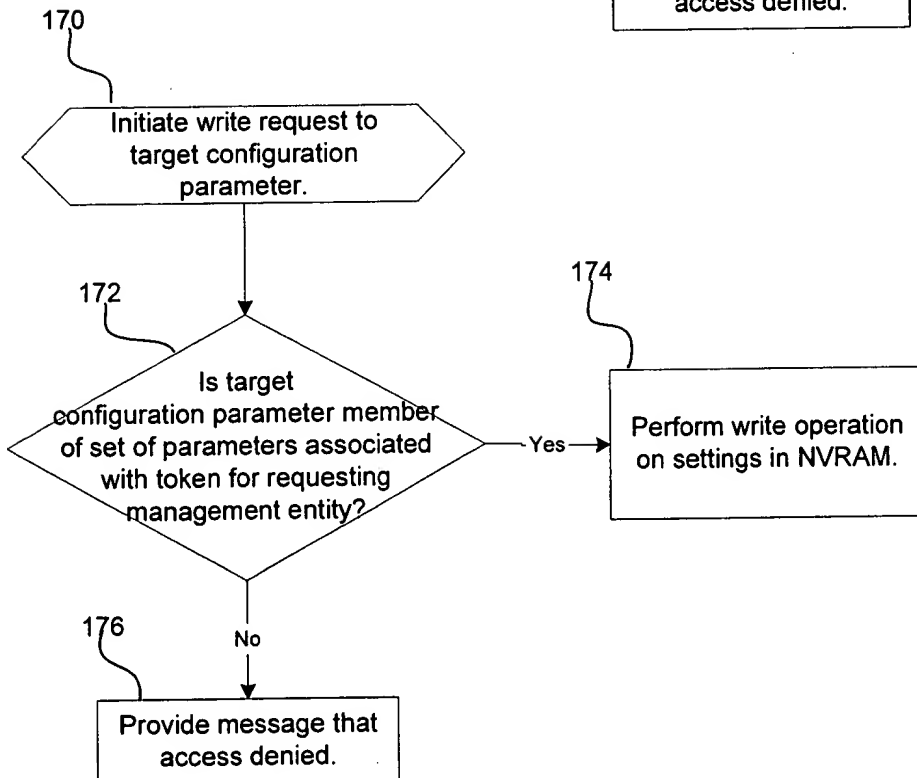 170
access denied.
Initiate write request to
target configuration
parameter.
172
174
Is target
configuration parameter member
of set of parameters associated
with token for requesting
management entity?
Yes
Perform write operation
on settings in NVRAM.
176
No
Provide message that
access denied.